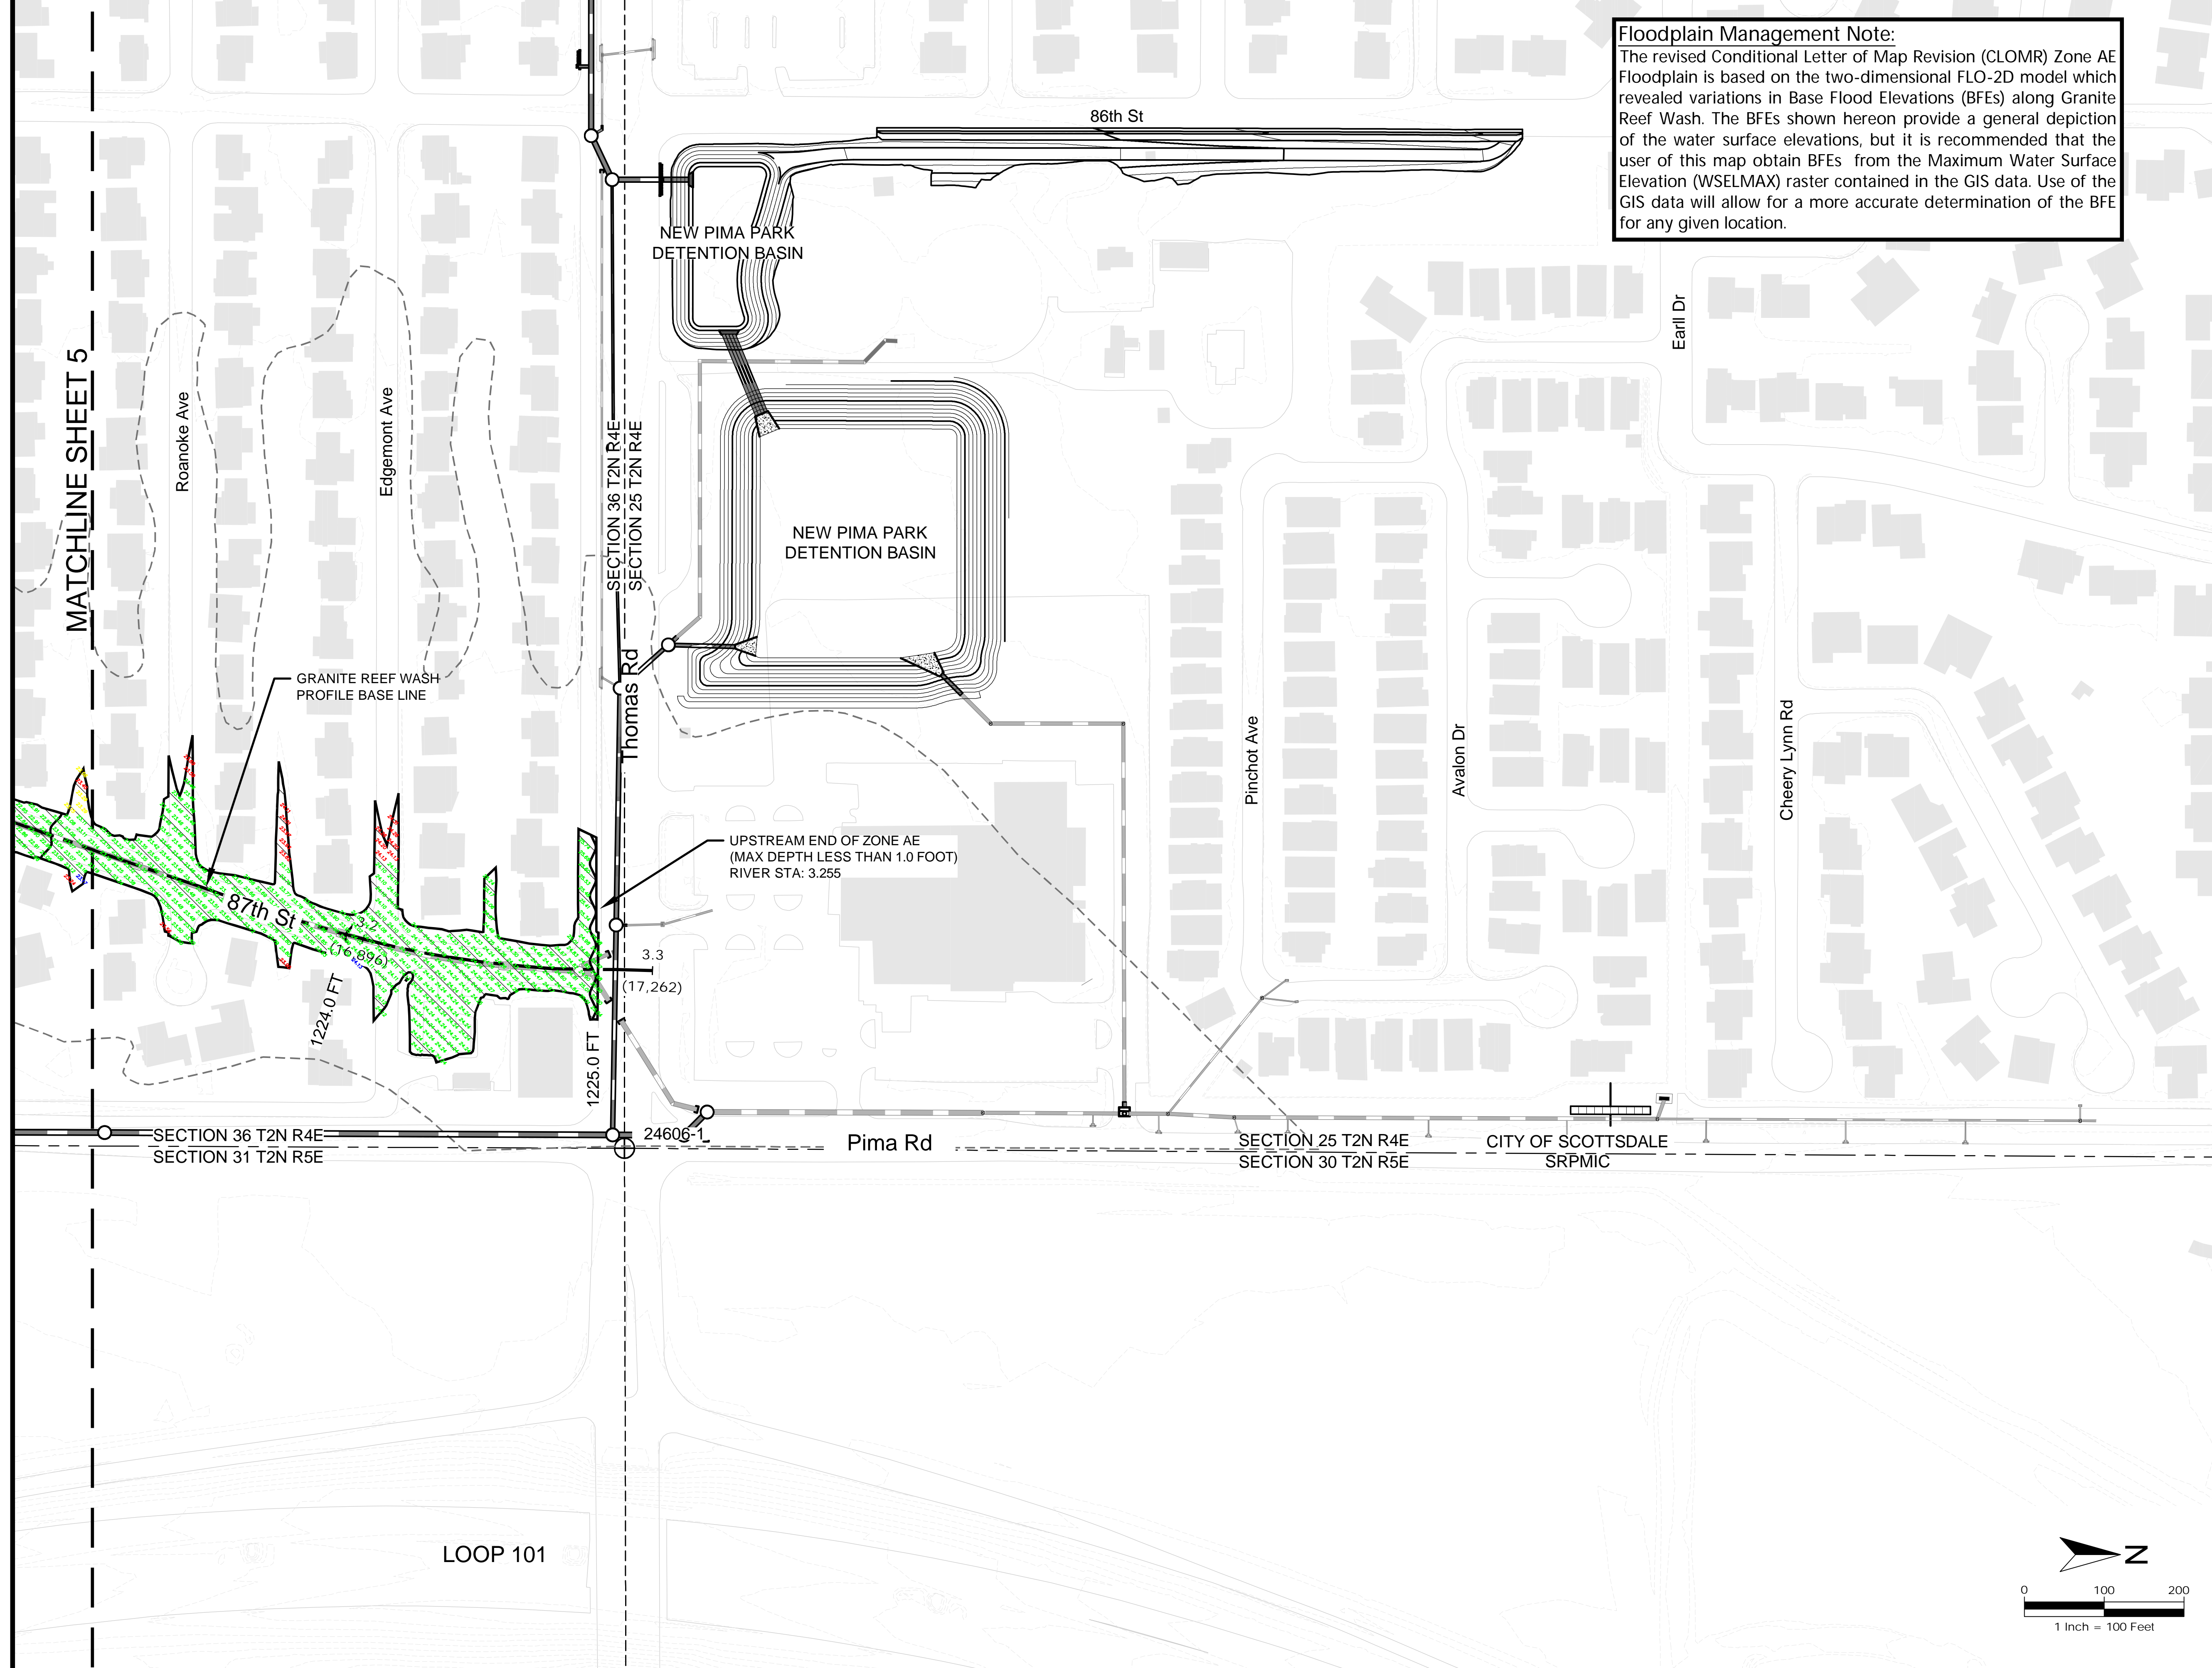 Floodplain Management Note:
The revised Conditional Letter of Map Revision (CLOMR) Zone AE
Floodplain is based on the two-dimensional FLO-2D model which
revealed variations in Base Flood Elevations (BFEs) along Granite
Reef Wash. The BFEs shown hereon provide a general depiction
of the water surface elevations, but it is recommended that the
user of this map obtain BFEs from the Maximum Water Surface
Elevation (WSELMAX) raster contained in the GIS data. Use of the
GIS data will allow for a more accurate determination of the BFE
for any given location.
86th St
NEW PIMA PARK
DETENTION BASIN
MATCHLINE SHEET 5
Roanoke Ave
Edgemont Ave
SECTION 36 T2N R4E
SECTION 25 T2N R4E
Earll Dr
NEW PIMA PARK
DETENTION BASIN
GRANITE REEF WASH
PROFILE BASE LINE
Thomas Rd
Pinchot Ave
Avalon Dr
Cheery Lynn Rd
UPSTREAM END OF ZONE AE
(MAX DEPTH LESS THAN 1.0 FOOT)
RIVER STA: 3.255
87th St
3.2
(16,896)
3.3
(17,262)
1224.0 FT
1225.0 FT
24606-1
SECTION 36 T2N R4E
SECTION 31 T2N R5E
Pima Rd
SECTION 25 T2N R4E
SECTION 30 T2N R5E
CITY OF SCOTTSDALE
SRPMIC
LOOP 101
N
0 100 200
1 Inch = 100 Feet